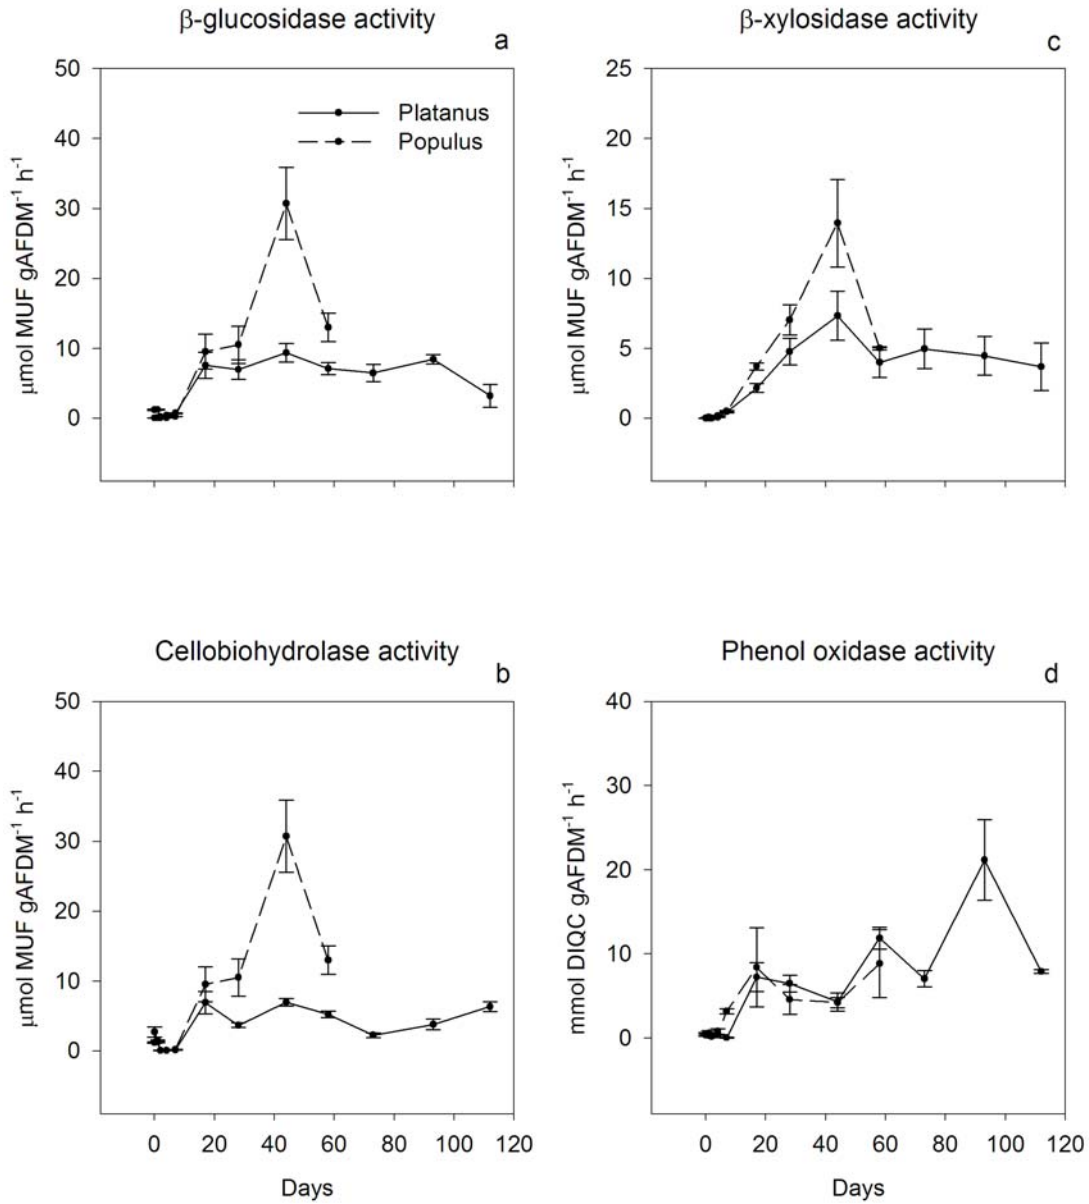 β-glucosidase activity
a
50
40
30
20
10
0
μmol MUF gAFDM⁻¹ h⁻¹
Platanus
Populus
β-xylosidase activity
c
25
20
15
10
5
0
μmol MUF gAFDM⁻¹ h⁻¹
Cellobiohydrolase activity
b
50
40
30
20
10
0
μmol MUF gAFDM⁻¹ h⁻¹
0 20 40 60 80 100 120
Days
Phenol oxidase activity
d
40
30
20
10
0
mmol DIQC gAFDM⁻¹ h⁻¹
0 20 40 60 80 100 120
Days